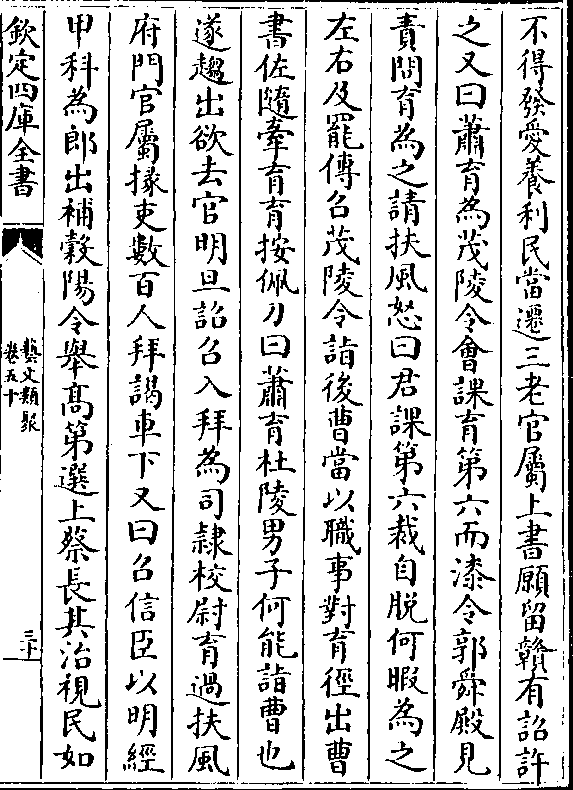 不得發愛養利民當遷三老官屬上書願留贛有詔許
之又曰蕭育為茂陵令會課育第六而漆令郭舜殿見
責問育為之請扶風怒曰君課第六裁自脱何暇為之
左右及罷傳召茂陵令詣後曹當以職事對育徑出曹
書佐隨牽育育按佩刀曰蕭育杜陵男子何能詣曹也
遂趨出欲去官明旦詔召入拜為司隷校尉育過扶風
府門官屬掾吏數百人拜謁車下又曰召信臣以明經
甲科為郎出補穀陽令舉髙第遷上蔡長其治視民如
欽定四庫全書
藝文類聚
卷五十
三十